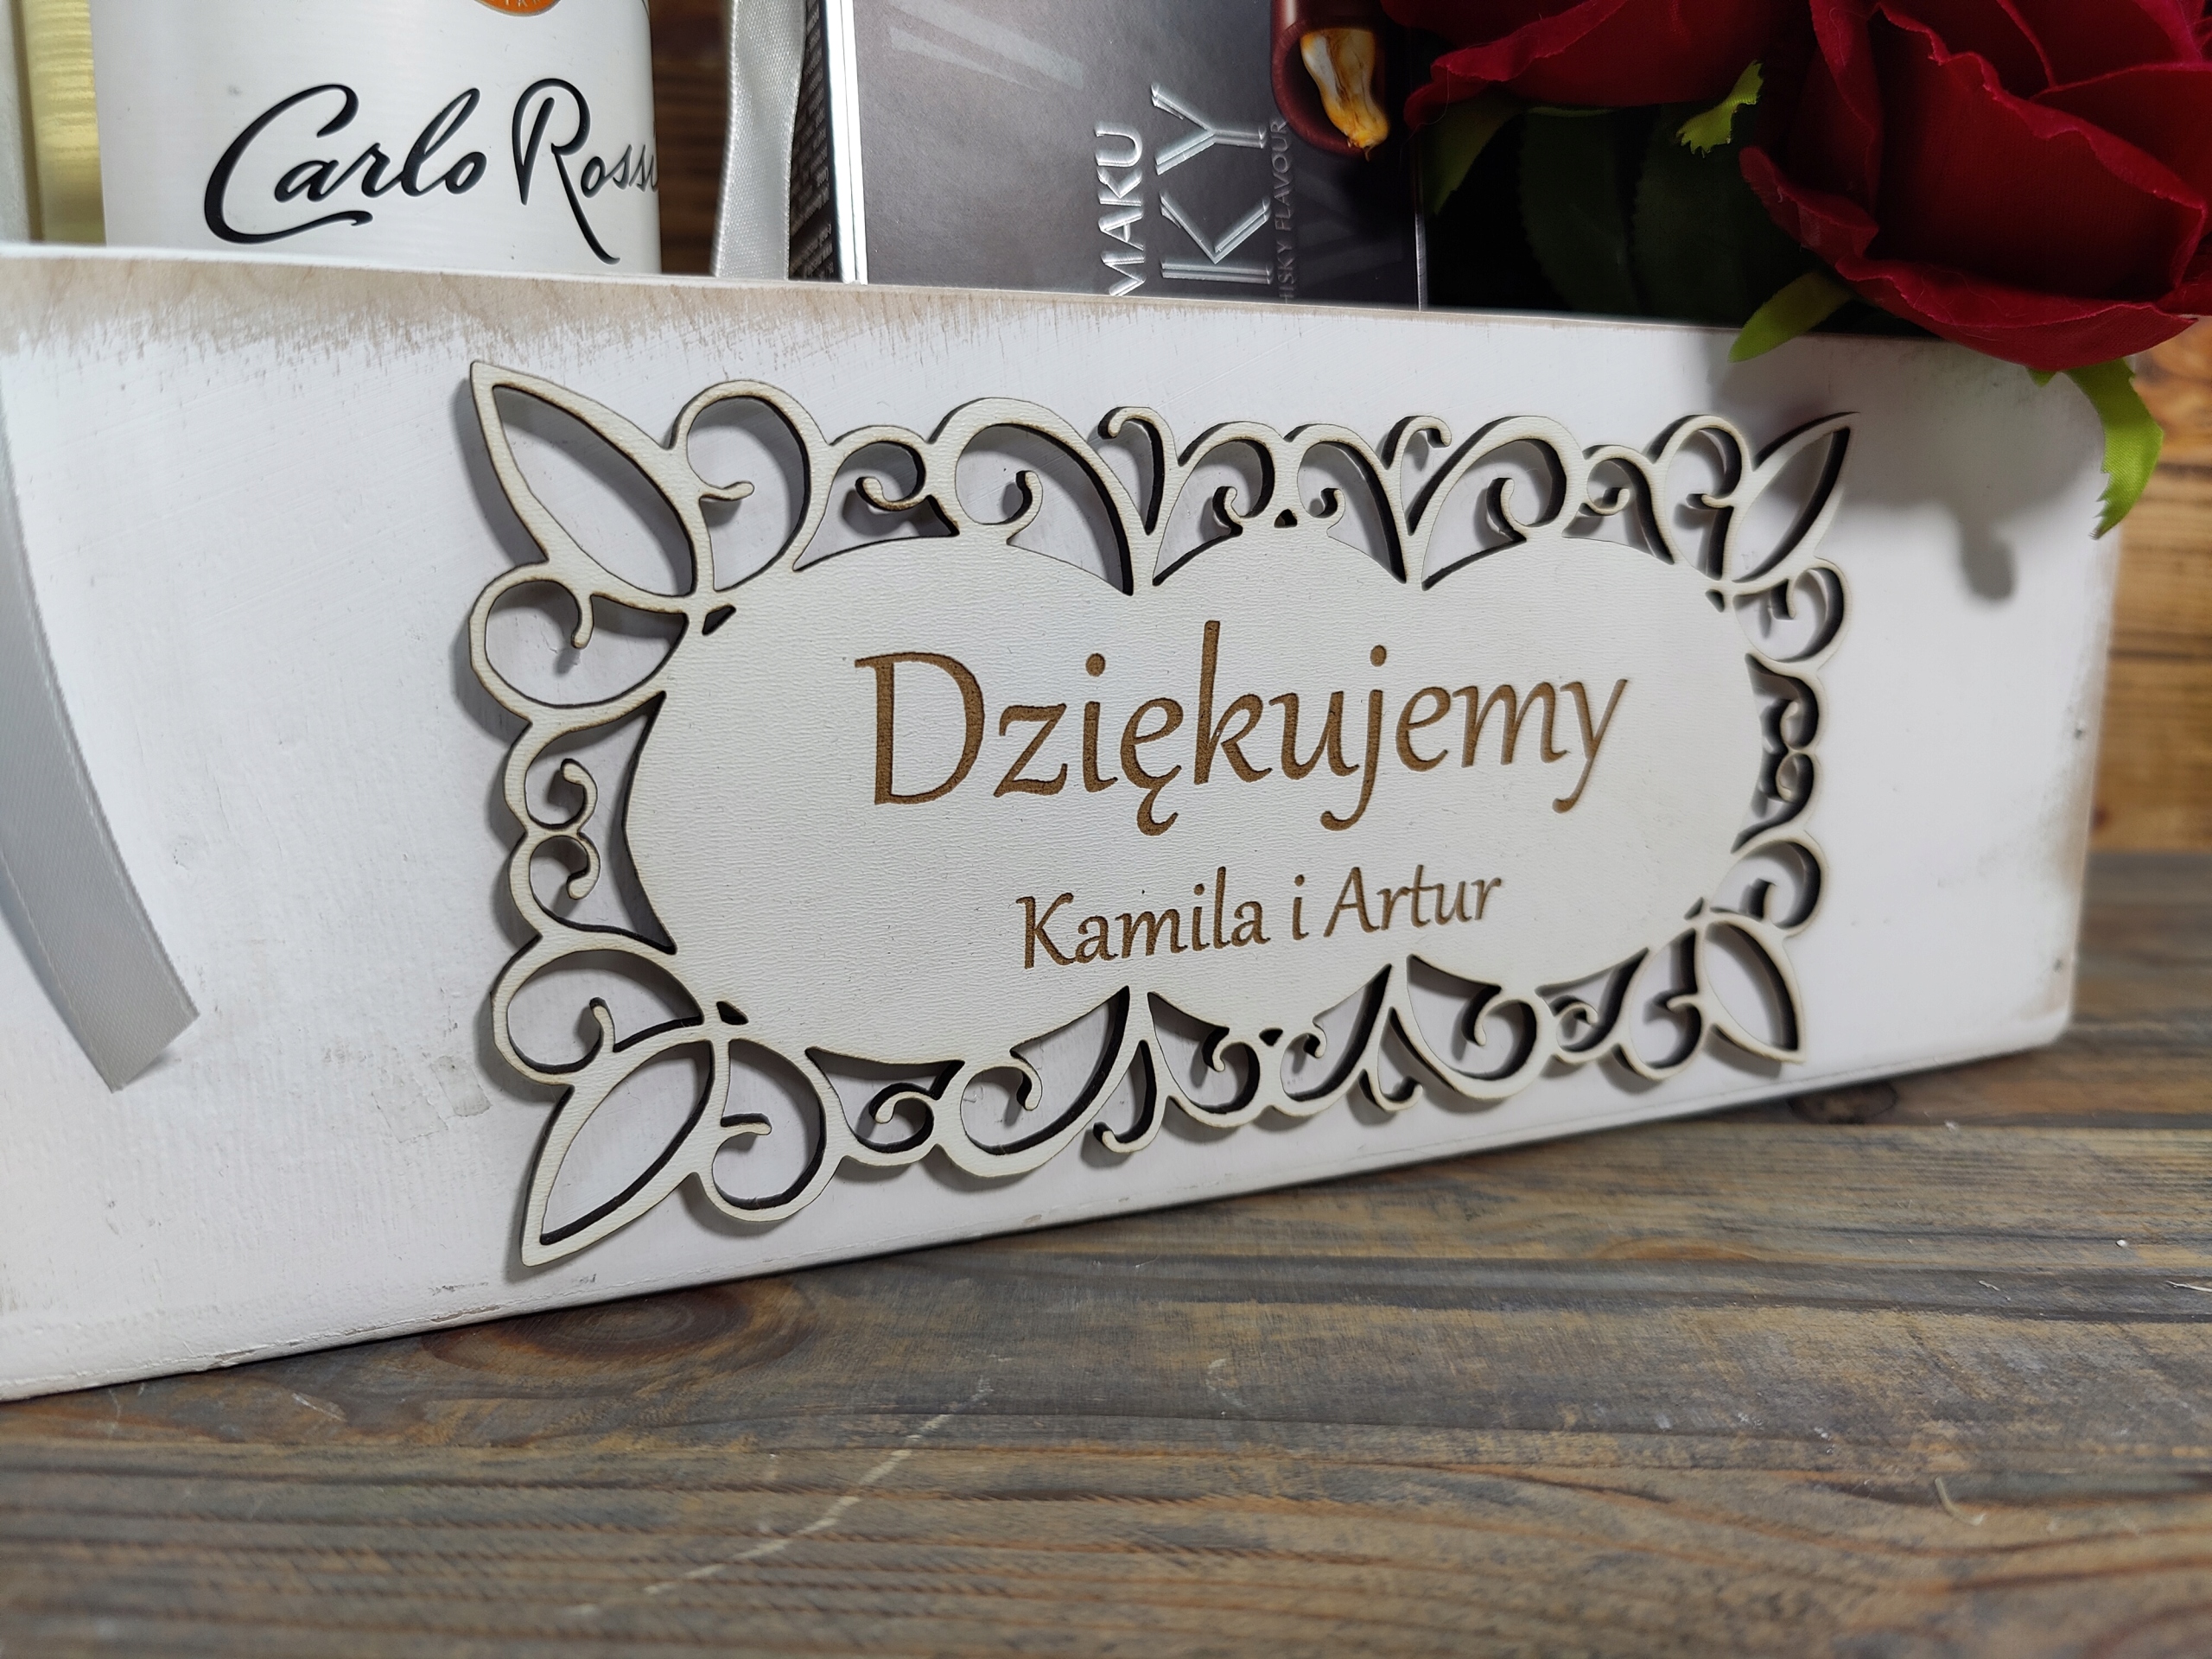 Carlo Rossi
MAKU
KY
HISKY FLAVOUR
Dziękujemy
Kamila i Artur